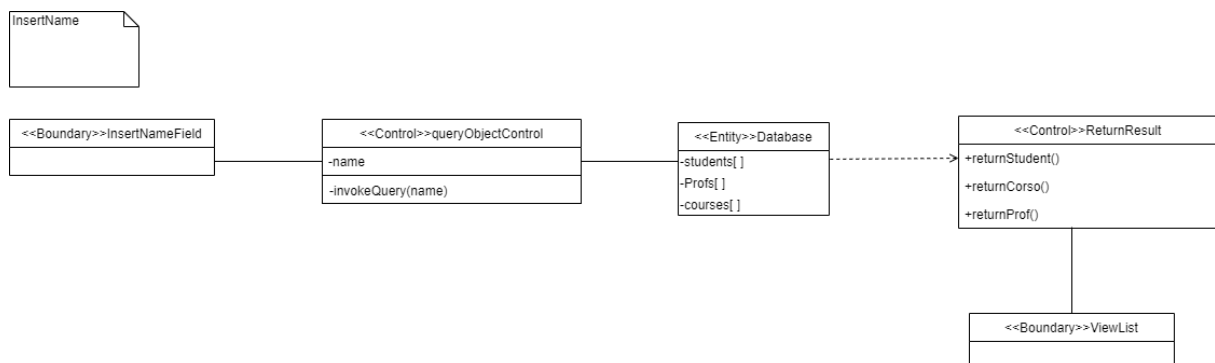 InsertName
<<Boundary>>InsertNameField
<<Control>>queryObjectControl
-name
-invokeQuery(name)
<<Entity>>Database
-students[ ]
-Profs[ ]
-courses[ ]
<<Control>>ReturnResult
+returnStudent()
+returnCorso()
+returnProf()
<<Boundary>>ViewList